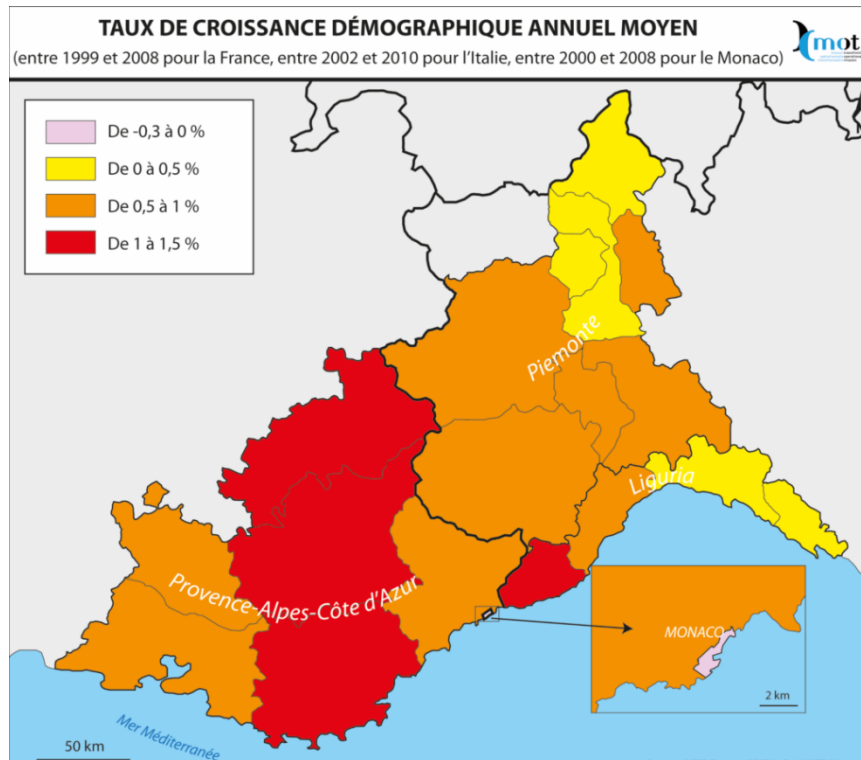 TAUX DE CROISSANCE DÉMOGRAPHIQUE ANNUEL MOYEN
(entre 1999 et 2008 pour la France, entre 2002 et 2010 pour l'Italie, entre 2000 et 2008 pour le Monaco)
mot
De -0,3 à 0 %
De 0 à 0,5 %
De 0,5 à 1 %
De 1 à 1,5 %
Piemonte
Liguria
Provence-Alpes-Côte d'Azur
MONACO
2 km
Mer Méditerranée
50 km